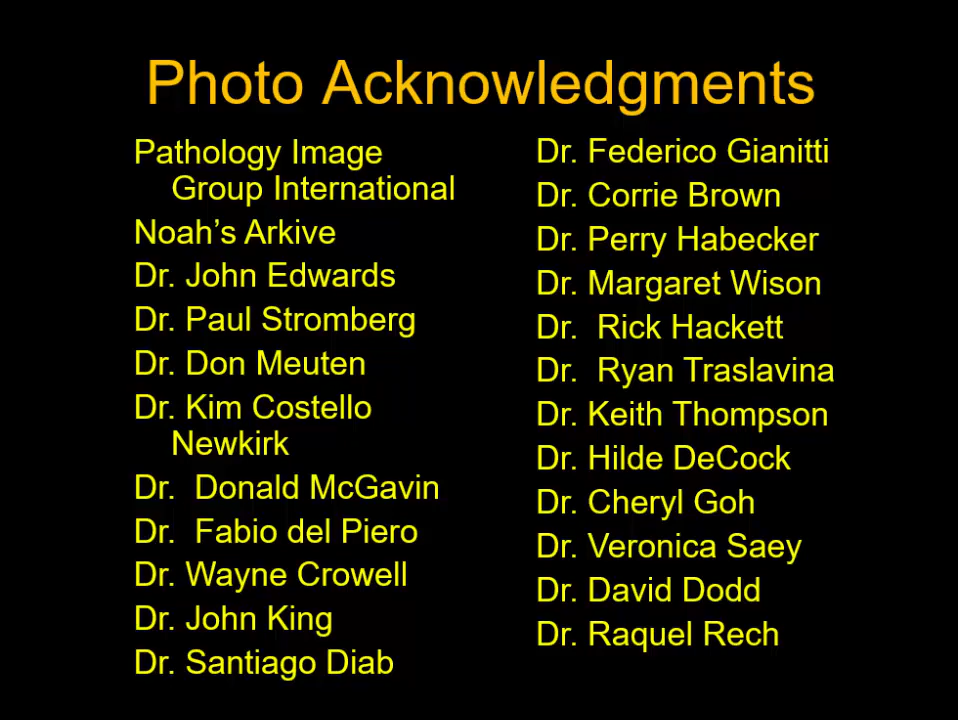 Photo Acknowledgments
Pathology Image
Group International
Noah's Arkive
Dr. John Edwards
Dr. Paul Stromberg
Dr. Don Meuten
Dr. Kim Costello
Newkirk
Dr.  Donald McGavin
Dr.  Fabio del Piero
Dr. Wayne Crowell
Dr. John King
Dr. Santiago Diab
Dr. Federico Gianitti
Dr. Corrie Brown
Dr. Perry Habecker
Dr. Margaret Wison
Dr.  Rick Hackett
Dr.  Ryan Traslavina
Dr. Keith Thompson
Dr. Hilde DeCock
Dr. Cheryl Goh
Dr. Veronica Saey
Dr. David Dodd
Dr. Raquel Rech